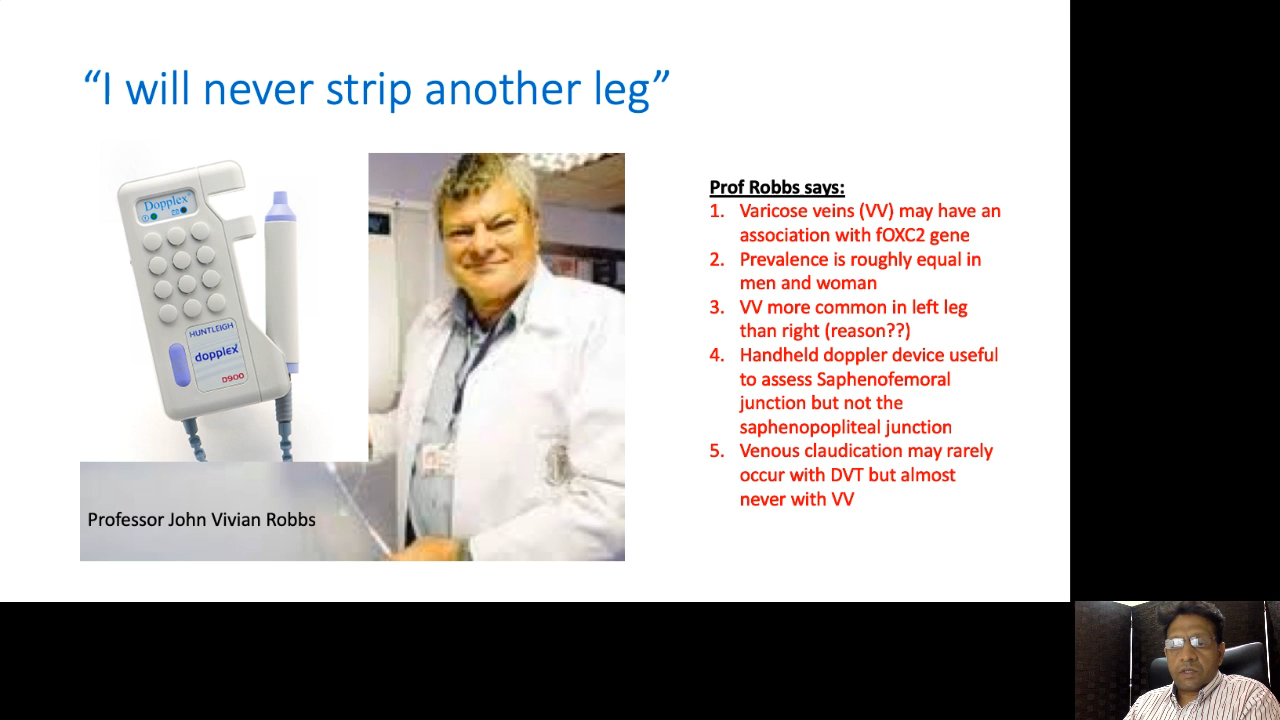 “I will never strip another leg”
Dopplex
HUNTLEIGH
dopplex
D900
Professor John Vivian Robbs
Prof Robbs says:
1. Varicose veins (VV) may have an
association with fOXC2 gene
2. Prevalence is roughly equal in
men and woman
3. VV more common in left leg
than right (reason??)
4. Handheld doppler device useful
to assess Saphenofemoral
junction but not the
saphenopopliteal junction
5. Venous claudication may rarely
occur with DVT but almost
never with VV